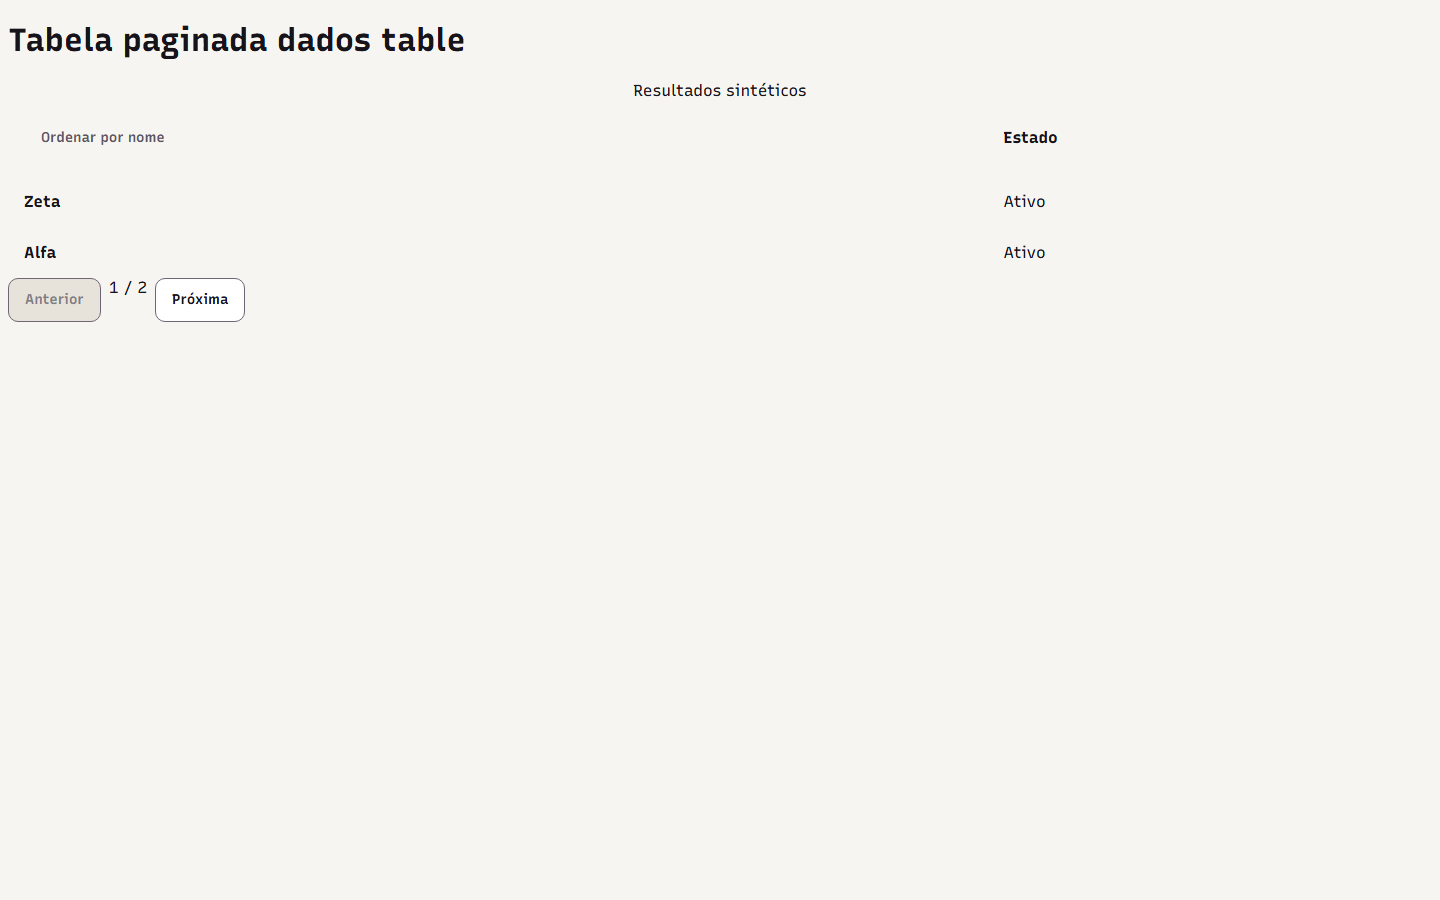 Tabela paginada dados table
Resultados sintéticos
Ordenar por nome Estado
Zeta Ativo
Alfa Ativo
Anterior 1 / 2 Próxima